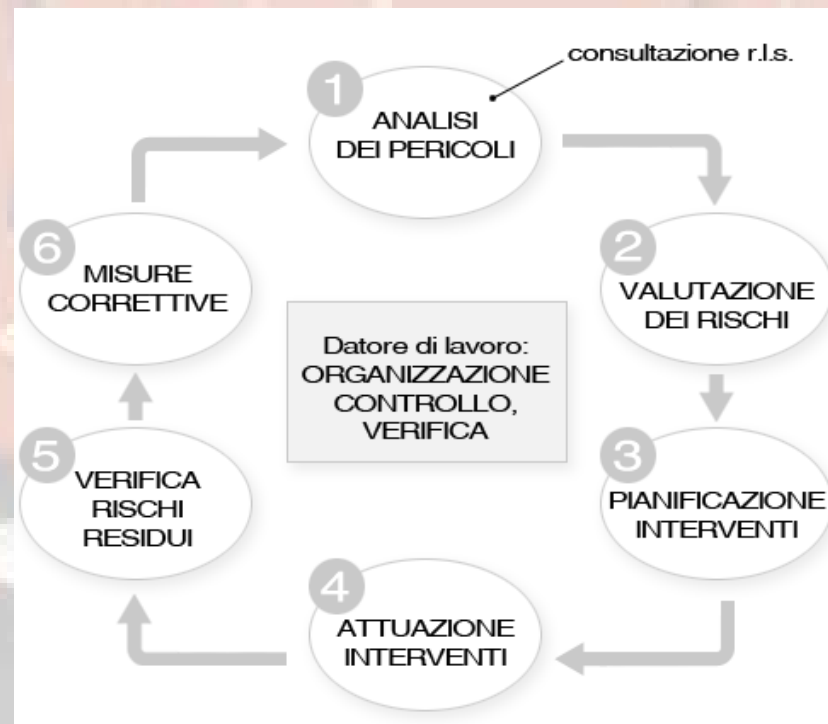 consultazione r.l.s.
1
ANALISI
DEI PERICOLI
2
VALUTAZIONE
DEI RISCHI
3
PIANIFICAZIONE
INTERVENTI
4
ATTUAZIONE
INTERVENTI
5
VERIFICA
RISCHI
RESIDUI
6
MISURE
CORRETTIVE
Datore di lavoro:
ORGANIZZAZIONE
CONTROLLO,
VERIFICA